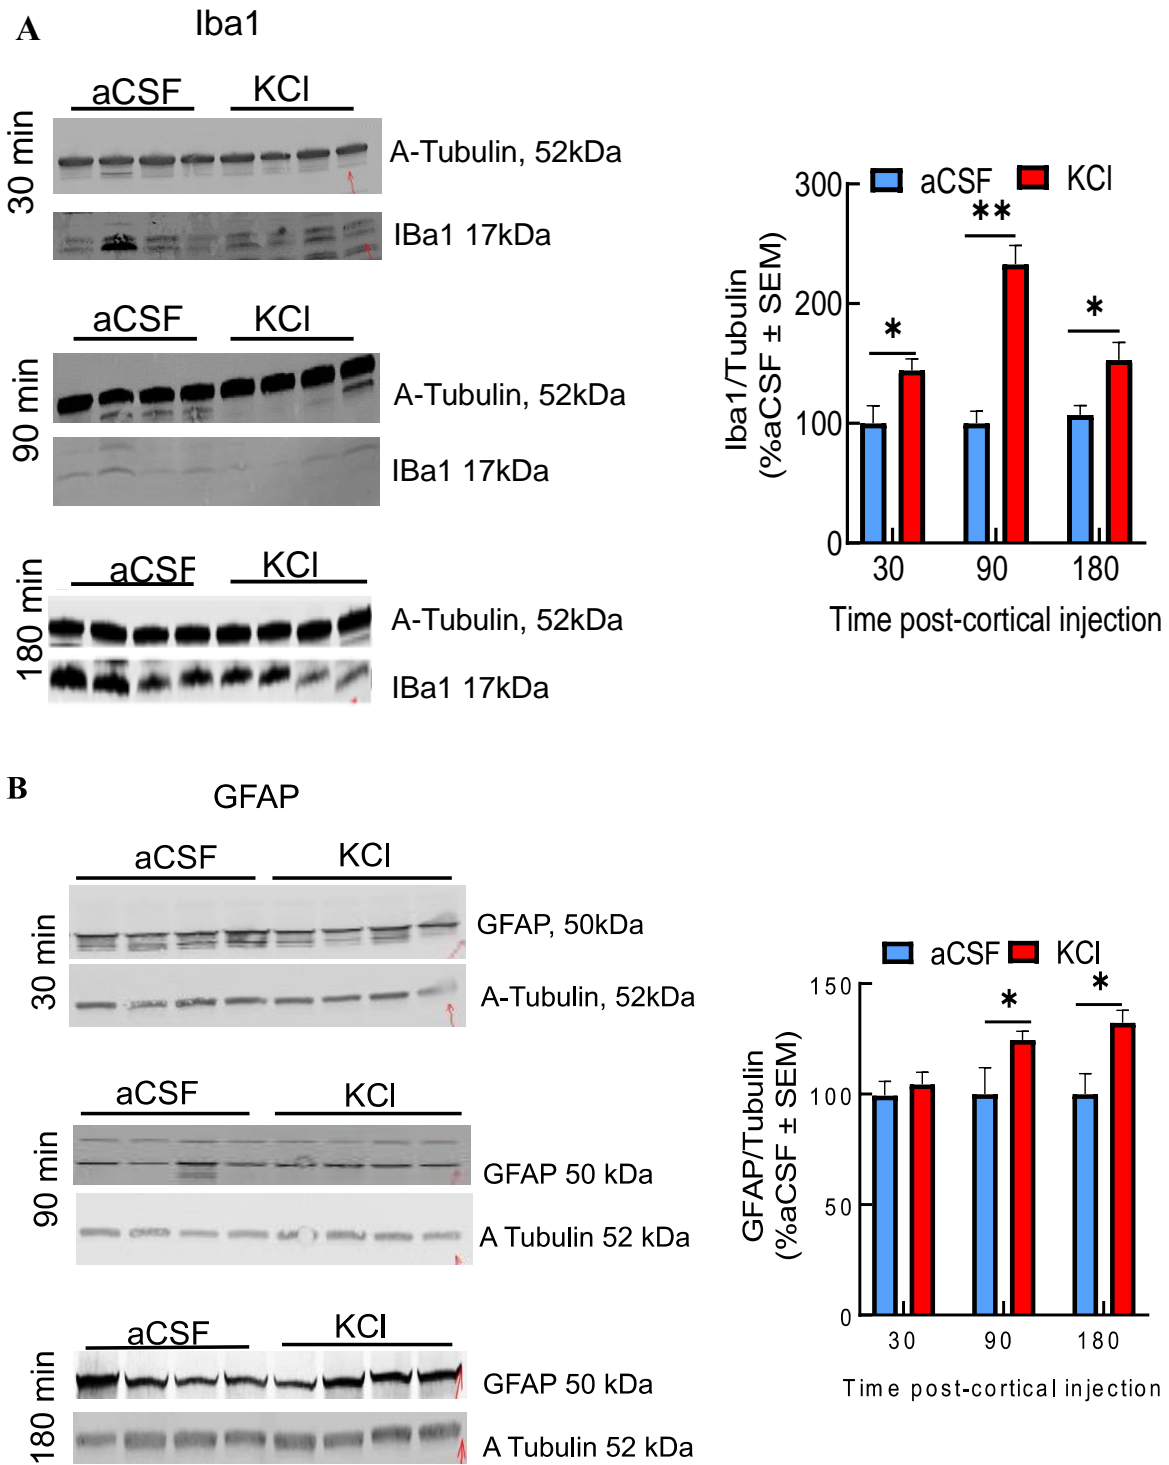 A
Iba1
aCSF KCl
30 min
A-Tubulin, 52kDa
IBa1 17kDa
aCSF KCl
90 min
A-Tubulin, 52kDa
IBa1 17kDa
aCSF KCl
180 min
A-Tubulin, 52kDa
IBa1 17kDa
aCSF KCl
Iba1/Tubulin
(%aCSF ± SEM)
300
200
100
0
* ** *
30 90 180
Time post-cortical injection
B
GFAP
aCSF KCl
30 min
GFAP, 50kDa
A-Tubulin, 52kDa
aCSF KCl
90 min
GFAP 50 kDa
A Tubulin 52 kDa
aCSF KCl
180 min
GFAP 50 kDa
A Tubulin 52 kDa
aCSF KCl
GFAP/Tubulin
(%aCSF ± SEM)
150
100
50
0
* *
30 90 180
Time post-cortical injection